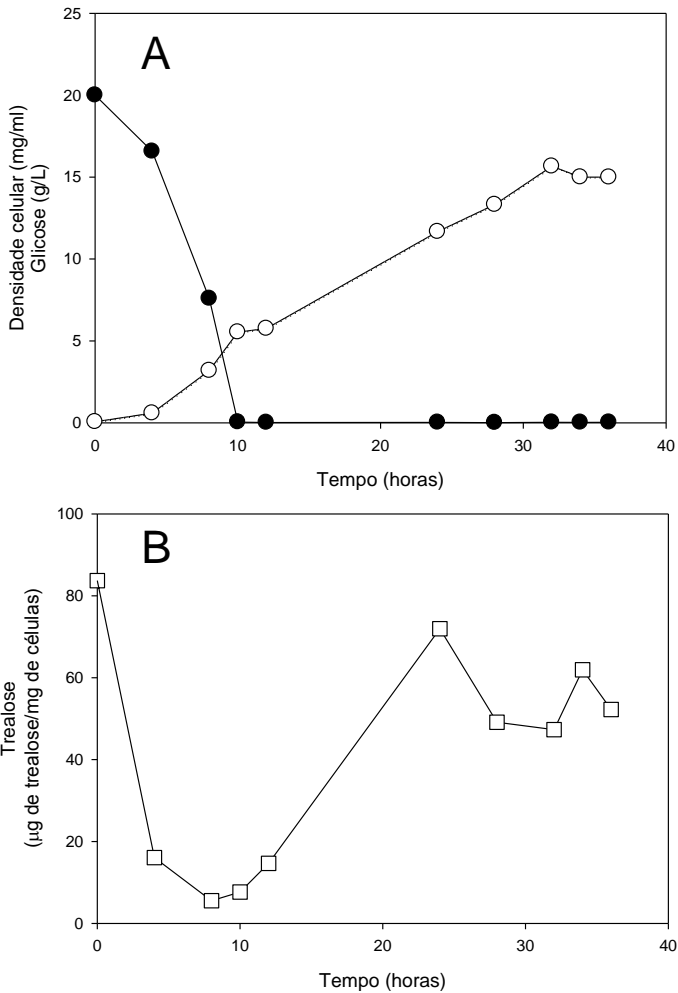 A
25
20
15
10
5
0
Densidade celular (mg/ml)
Glicose (g/L)
0 10 20 30 40
Tempo (horas)
B
100
80
60
40
20
0
Trealose
(µg de trealose/mg de células)
0 10 20 30 40
Tempo (horas)